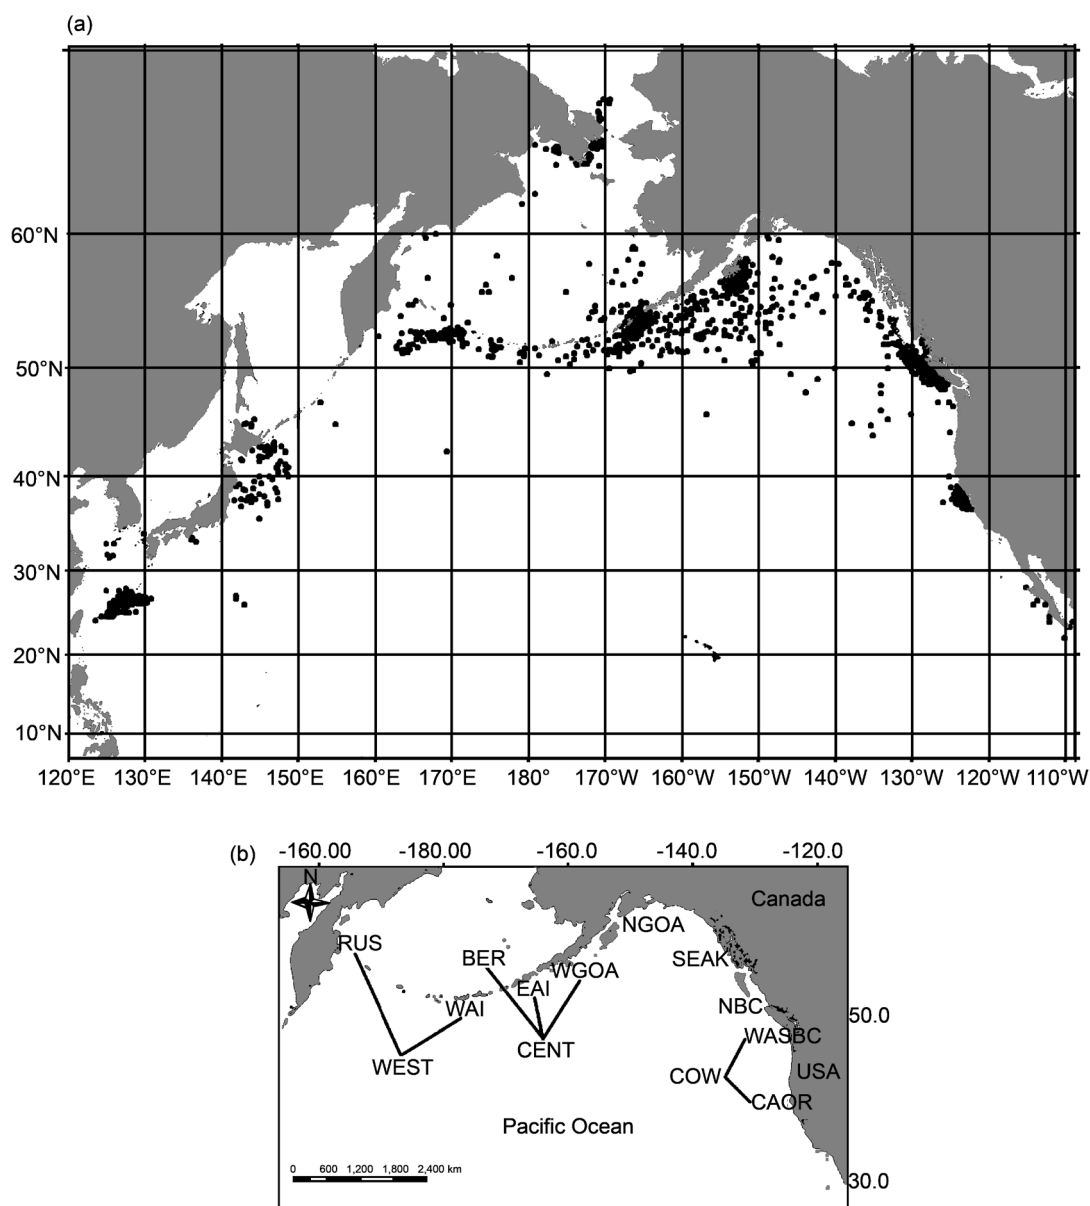 (a)
60°N
50°N
40°N
30°N
20°N
10°N
120°E 130°E 140°E 150°E 160°E 170°E 180° 170°W 160°W 150°W 140°W 130°W 120°W 110°W
(b)
-160.00 -180.00 -160.00 -140.00 -120.00
N
Canada
NGOA
RUS
BER
SEAK
WGOA
EAI
WAI
NBC
50.0
WASBC
CENT
WEST
USA
COW
CAOR
Pacific Ocean
0 600 1,200 1,800 2,400 km
30.0